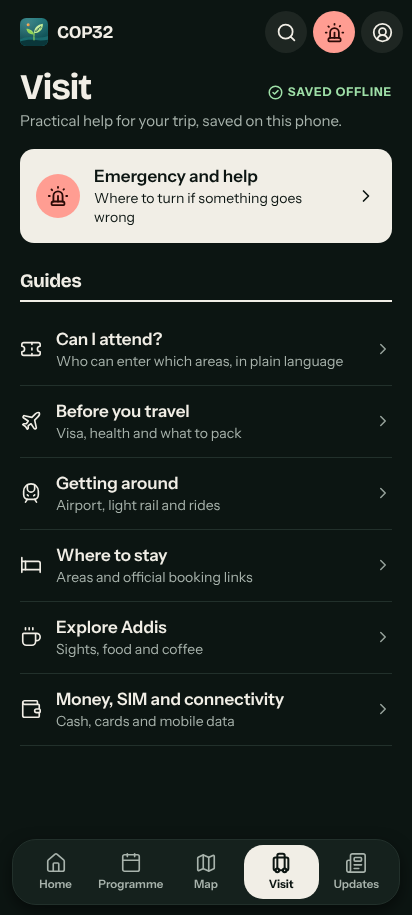 COP32
Visit
SAVED OFFLINE
Practical help for your trip, saved on this phone.
Emergency and help
Where to turn if something goes
wrong
Guides
Can I attend?
Who can enter which areas, in plain language
Before you travel
Visa, health and what to pack
Getting around
Airport, light rail and rides
Where to stay
Areas and official booking links
Explore Addis
Sights, food and coffee
Money, SIM and connectivity
Cash, cards and mobile data
Home
Programme
Map
Visit
Updates